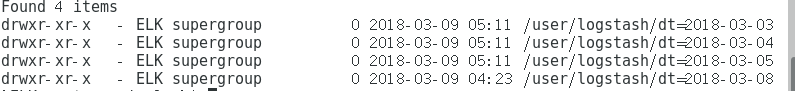 Found 4 items
drwxr-xr-x - ELK supergroup 0 2018-03-09 05:11 /user/logstash/dt=2018-03-03
drwxr-xr-x - ELK supergroup 0 2018-03-09 05:11 /user/logstash/dt=2018-03-04
drwxr-xr-x - ELK supergroup 0 2018-03-09 05:11 /user/logstash/dt=2018-03-05
drwxr-xr-x - ELK supergroup 0 2018-03-09 04:23 /user/logstash/dt=2018-03-08